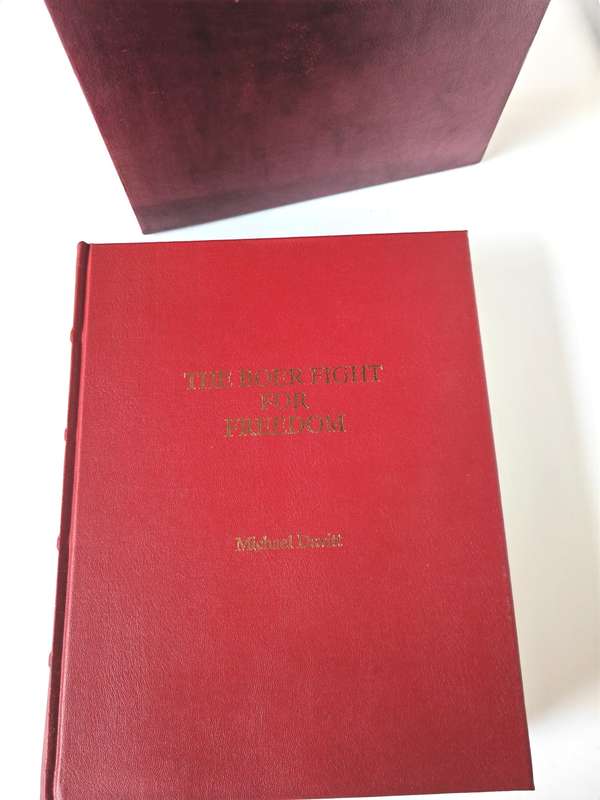 THE BOER FIGHT
FOR
FREEDOM
Michael Davitt